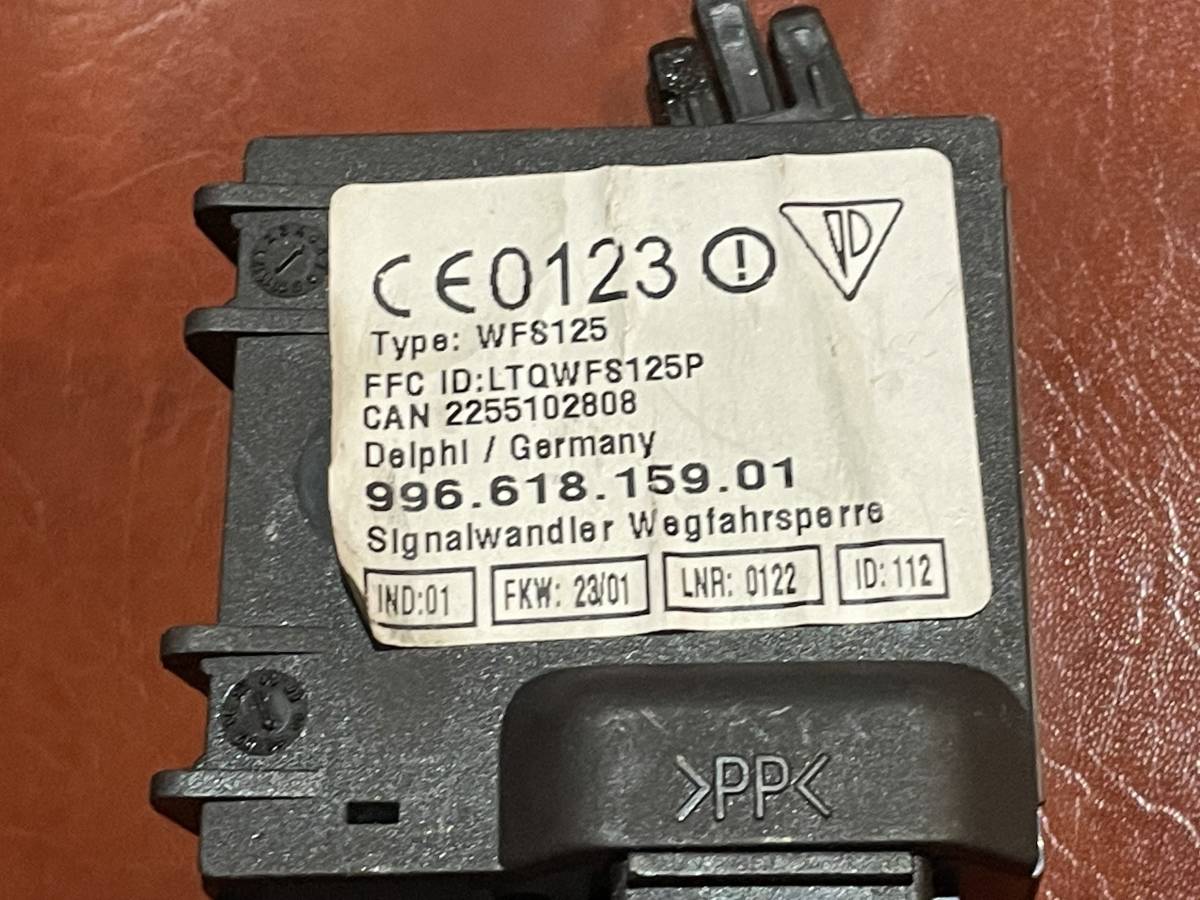 CE0123
Type: WFS125
FFC ID:LTQWFS125P
CAN 2255102808
Delphi / Germany
996.618.159.01
Signalwandler Wegfahrsperre
IND:01 FKW: 23/01 LNR: 0122 ID: 112
>PP<